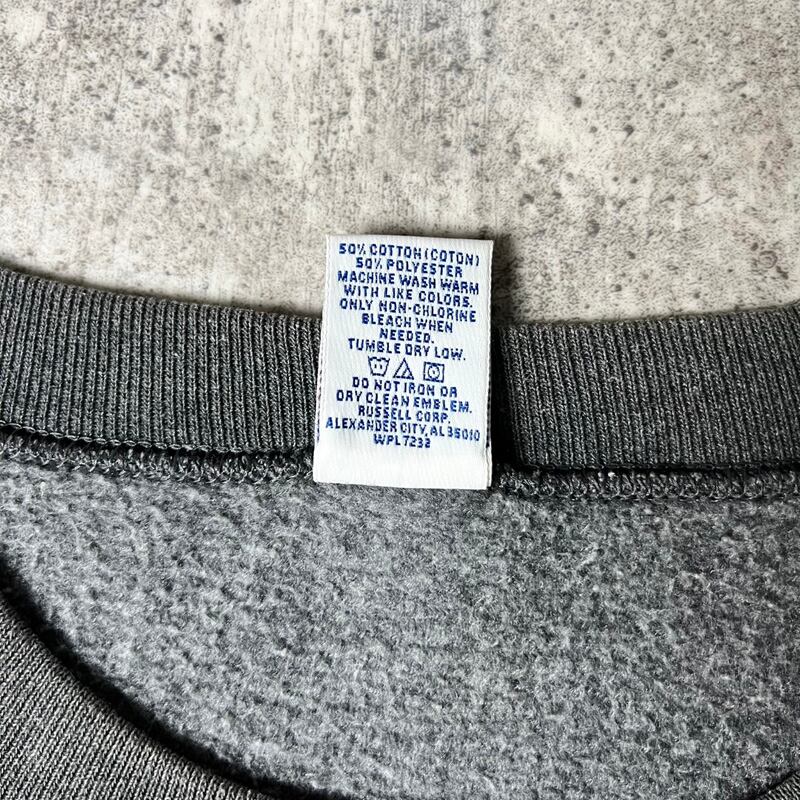 50% COTTON (COTON)
50% POLYESTER
MACHINE WASH WARM
WITH LIKE COLORS.
ONLY NON-CHLORINE
BLEACH WHEN
NEEDED.
TUMBLE DRY LOW.
DO NOT IRON OR
DRY CLEAN EMBLEM.
RUSSELL CORP.
ALEXANDER CITY, AL 35010
WPL 7232